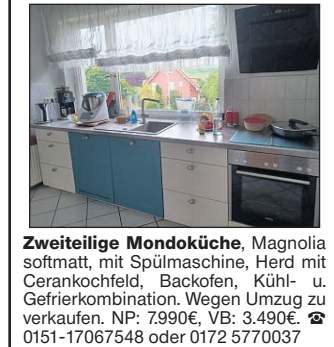 Zweiteilige Mondoküche, Magnolia
softmatt, mit Spülmaschine, Herd mit
Cerankochfeld, Backofen, Kühl- u.
Gefrierkombination. Wegen Umzug zu
verkaufen. NP: 7.990€, VB: 3.490€. ☎
0151-17067548 oder 0172 5770037